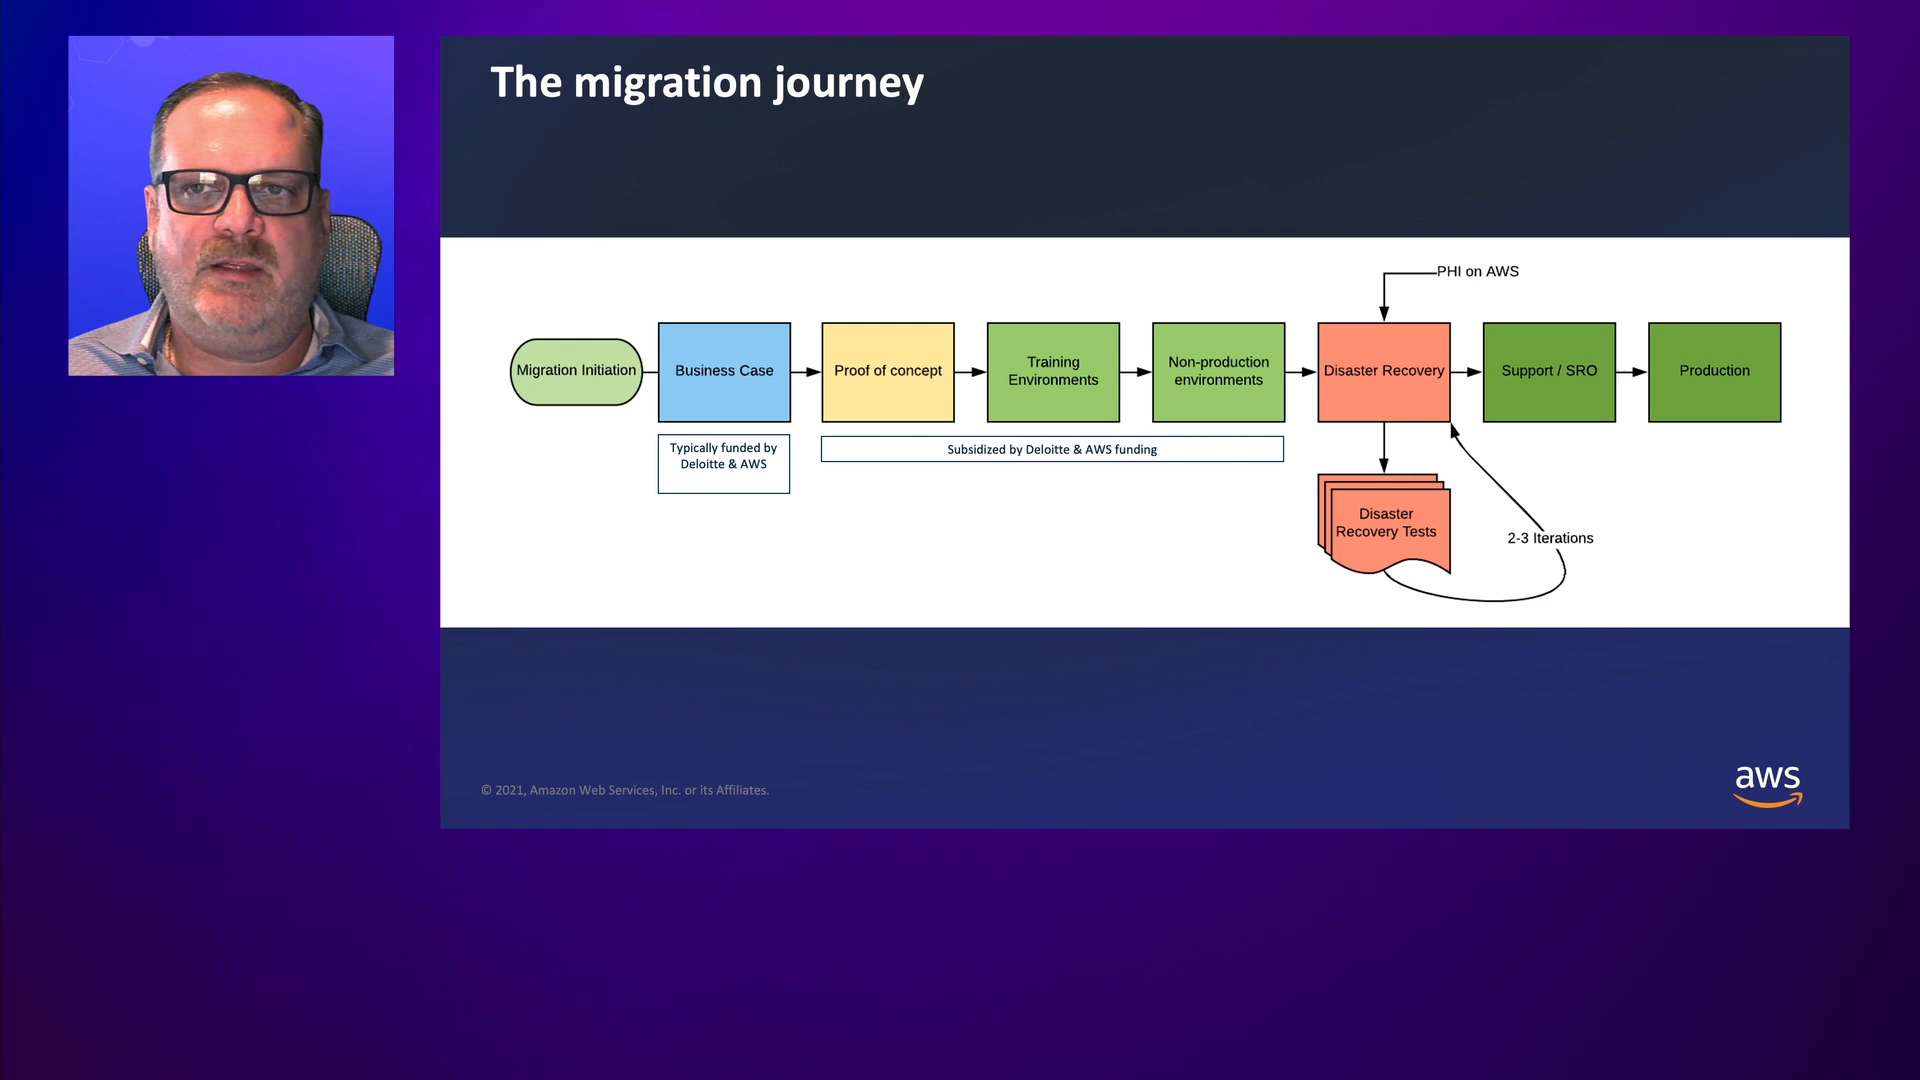 The migration journey
PHI on AWS
Migration Initiation
Business Case
Proof of concept
Training
Environments
Non-production
environments
Disaster Recovery
Support / SRO
Production
Typically funded by
Deloitte & AWS
Subsidized by Deloitte & AWS funding
Disaster
Recovery Tests
2-3 Iterations
© 2021, Amazon Web Services, Inc. or its Affiliates.
aws